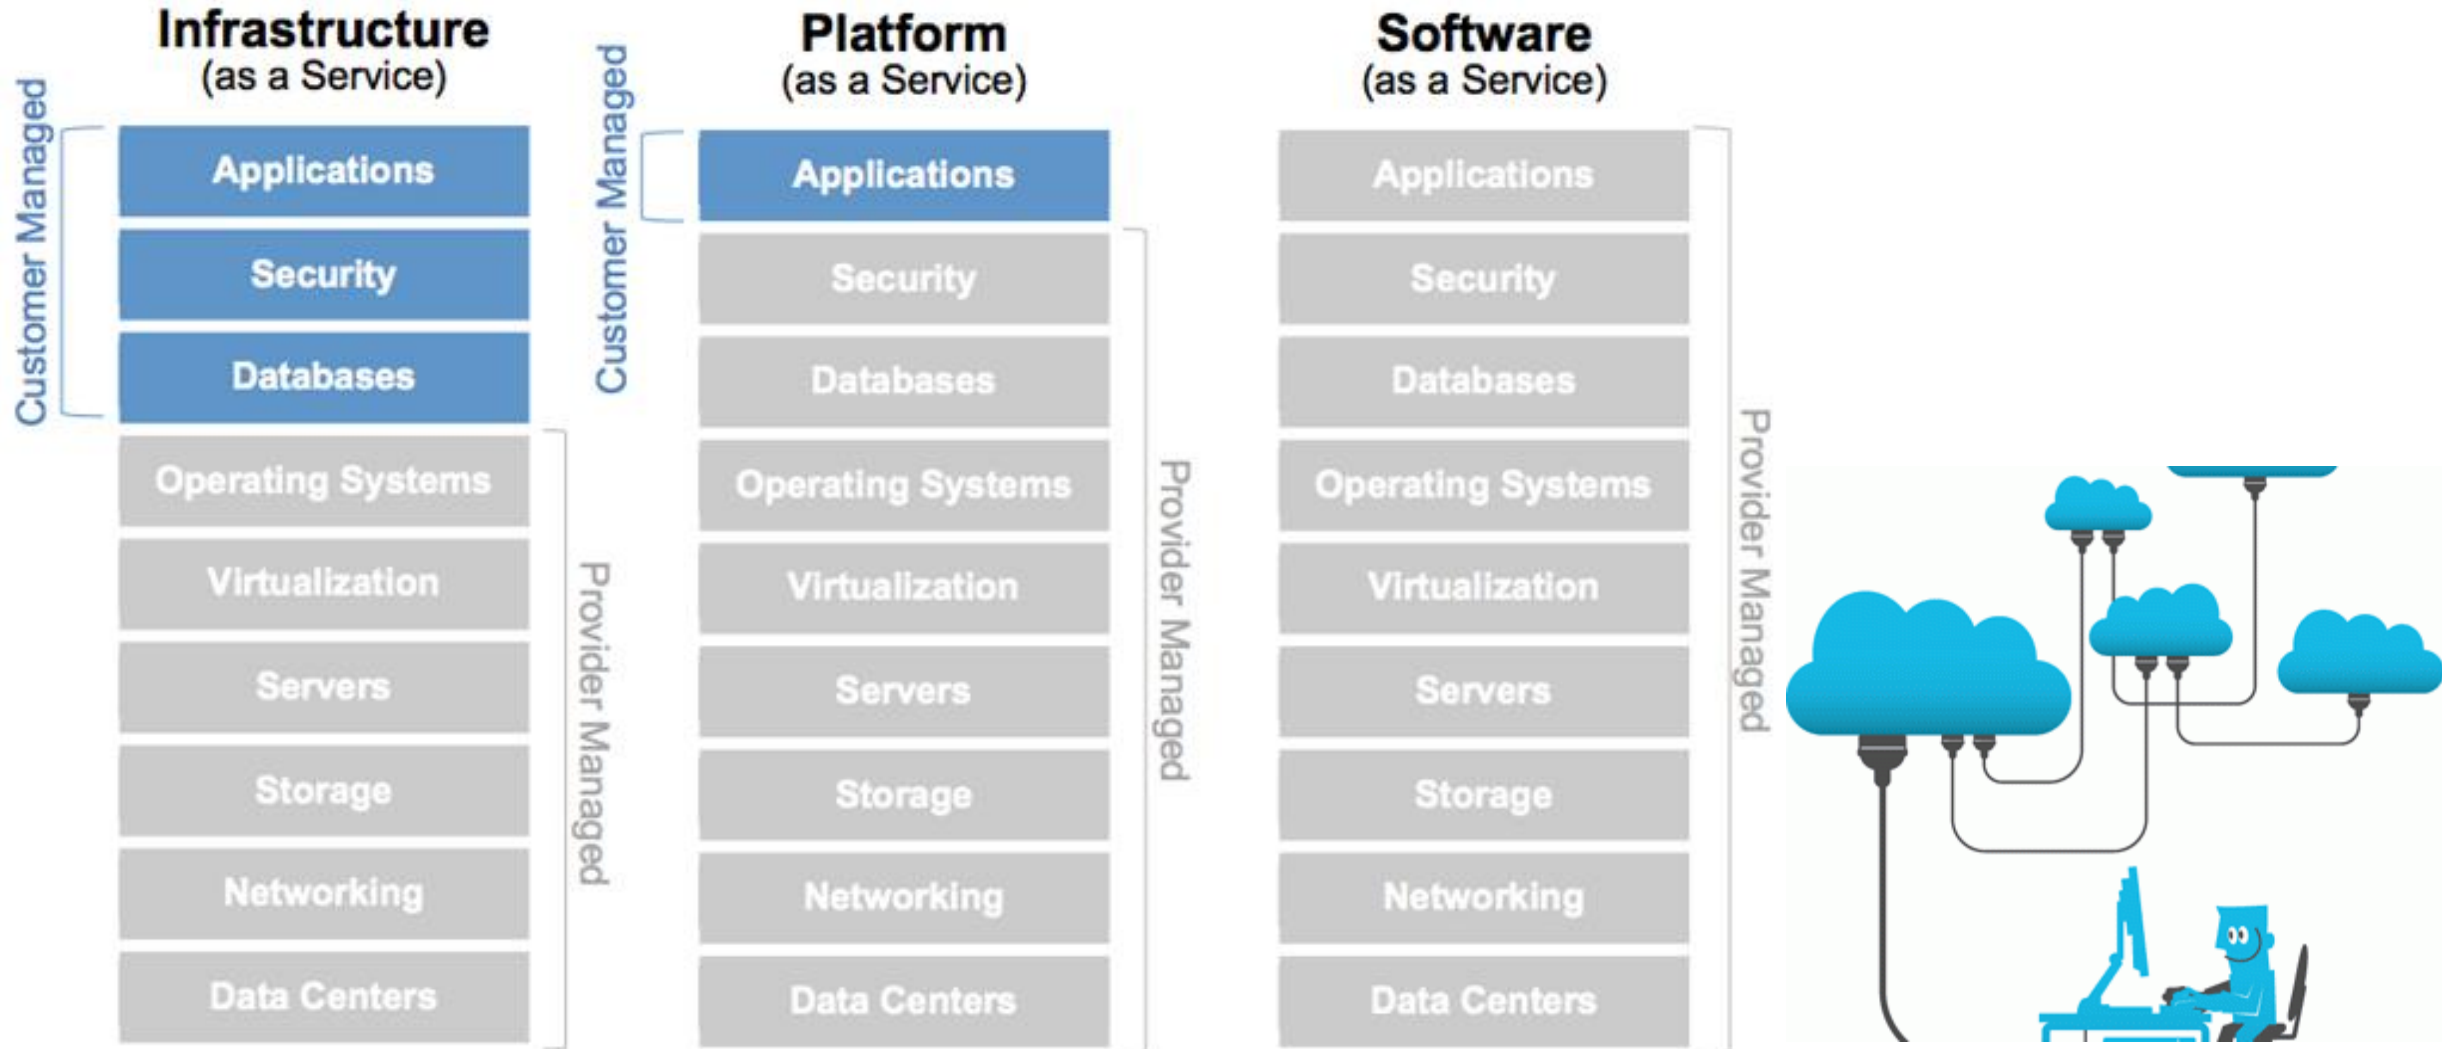 Infrastructure
(as a Service)
Customer Managed
Applications
Security
Databases
Operating Systems
Virtualization
Servers
Storage
Networking
Data Centers
Provider Managed
Platform
(as a Service)
Customer Managed
Applications
Security
Databases
Operating Systems
Virtualization
Servers
Storage
Networking
Data Centers
Provider Managed
Software
(as a Service)
Applications
Security
Databases
Operating Systems
Virtualization
Servers
Storage
Networking
Data Centers
Provider Managed